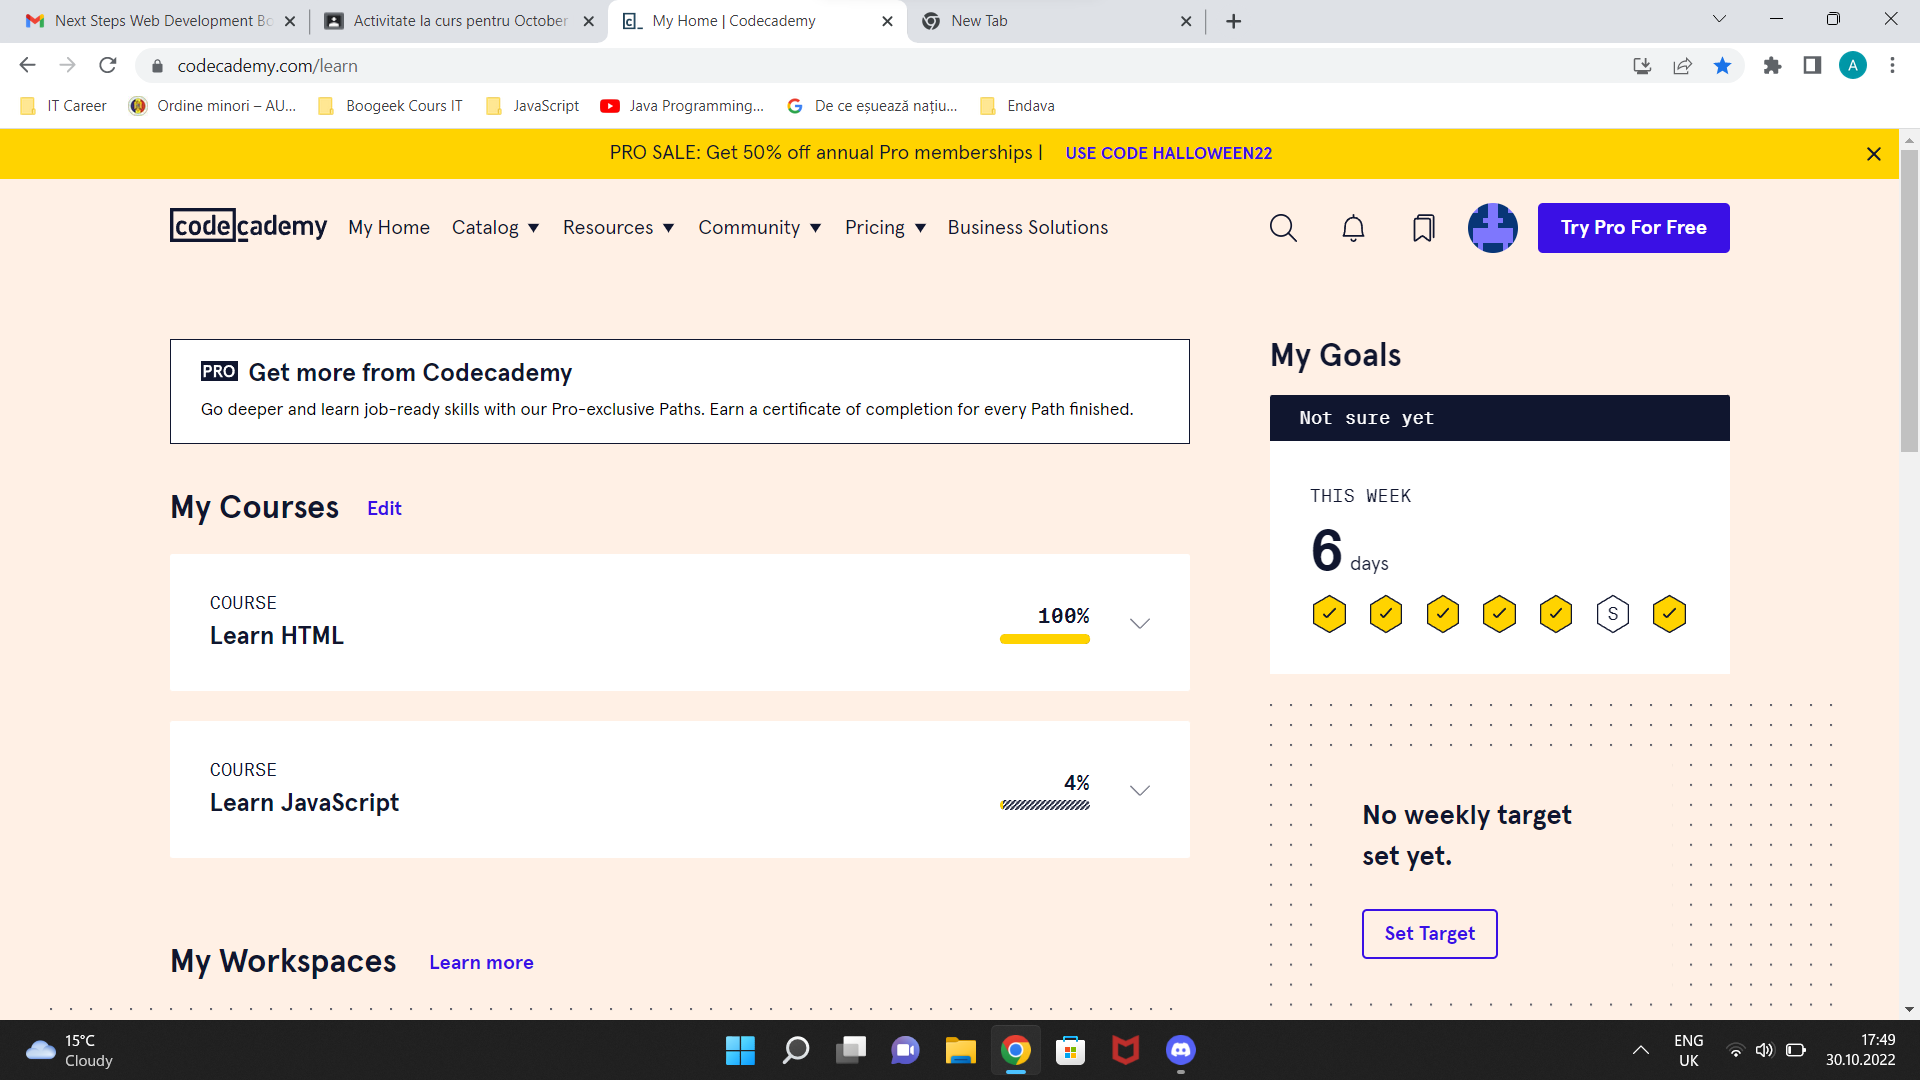 Next Steps Web Development Bo
Activitate la curs pentru October
My Home | Codecademy
New Tab
codecademy.com/learn
A
IT Career
Ordine minori – AU...
Boogeek Cours IT
JavaScript
Java Programming...
De ce eșuează națiu...
Endava
PRO SALE: Get 50% off annual Pro memberships | USE CODE HALLOWEEN22
codecademy
My Home
Catalog
Resources
Community
Pricing
Business Solutions
Try Pro For Free
PRO Get more from Codecademy
Go deeper and learn job-ready skills with our Pro-exclusive Paths. Earn a certificate of completion for every Path finished.
My Courses Edit
COURSE
Learn HTML
100%
COURSE
Learn JavaScript
4%
My Workspaces Learn more
My Goals
Not sure yet
THIS WEEK
6 days
S
No weekly target
set yet.
Set Target
15°C
Cloudy
ENG
UK
17:49
30.10.2022